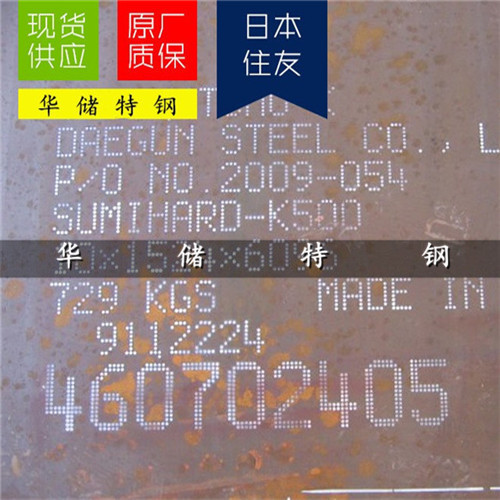 现货
供应
原厂
质保
日本
住友
华储特钢
DAEGUN STEEL CO., L
P/O NO.2009-054
SUMIHARD-K500
华储特钢
729 KGS MADE IN
9112224
460702405